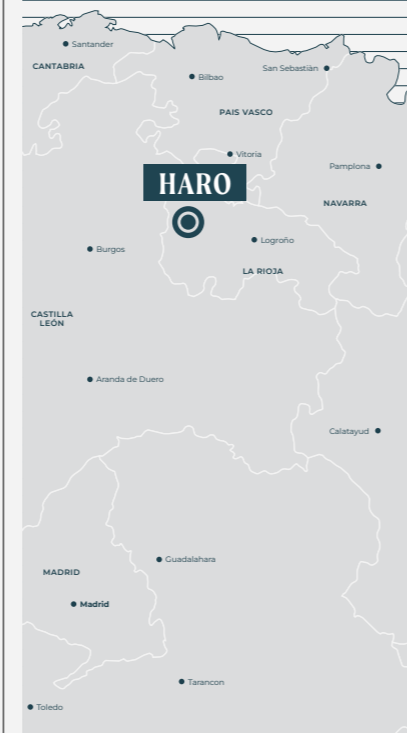 Santander
CANTABRIA
Bilbao
San Sebastiàn
PAIS VASCO
Vitoria
Pamplona
HARO
NAVARRA
Logroño
Burgos
LA RIOJA
CASTILLA
LEÓN
Aranda de Duero
Calatayud
Guadalahara
MADRID
Madrid
Tarancon
Toledo